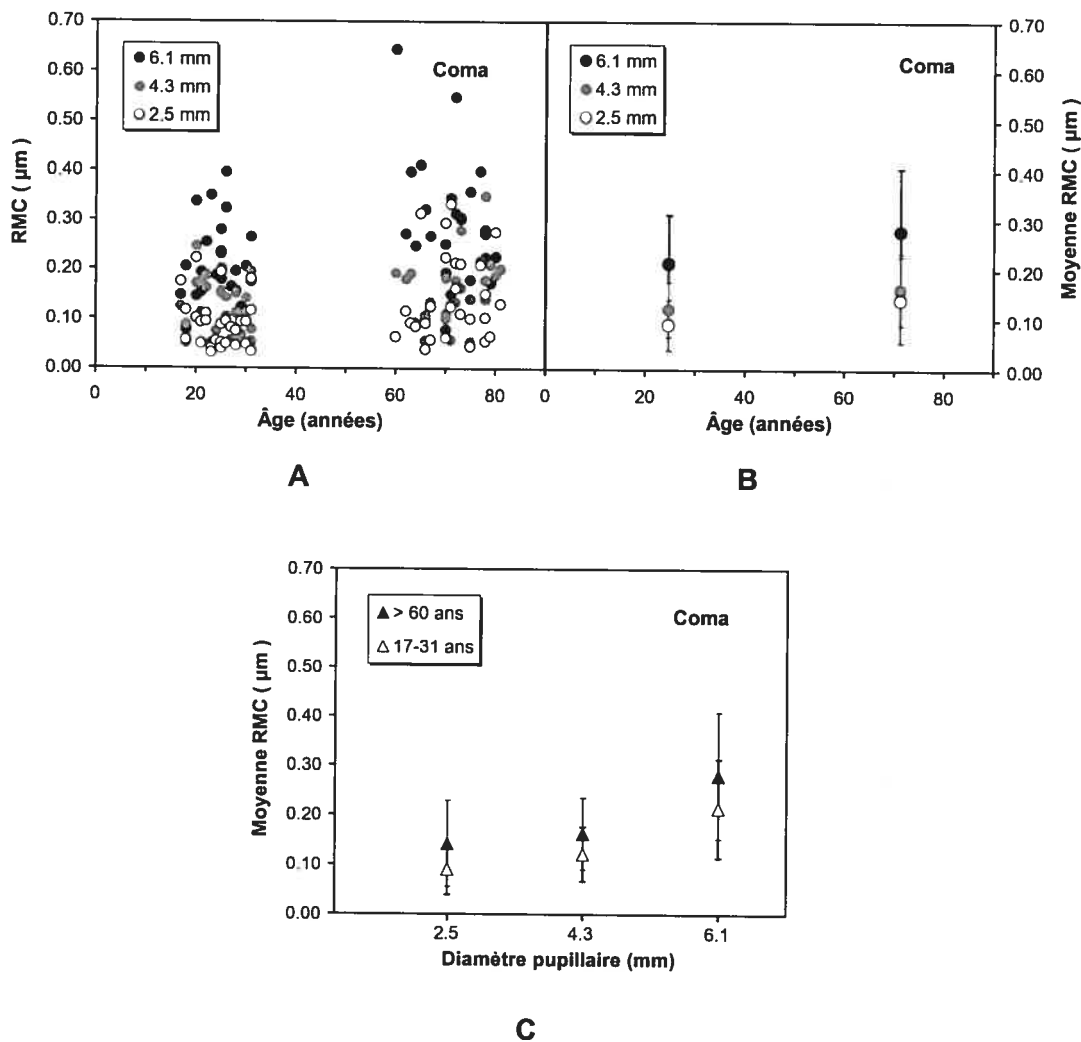 0.70
0.60
0.50
0.40
0.30
0.20
0.10
0.00
RMC ( µm )
6.1 mm
4.3 mm
2.5 mm
Coma
0 20 40 60 80
Âge (années)
A
6.1 mm
4.3 mm
2.5 mm
Coma
0.70
0.60
0.50
0.40
0.30
0.20
0.10
0.00
Moyenne RMC ( µm )
0 20 40 60 80
Âge (années)
B
0.70
0.60
0.50
0.40
0.30
0.20
0.10
0.00
Moyenne RMC ( µm )
> 60 ans
17-31 ans
Coma
2.5 4.3 6.1
Diamètre pupillaire (mm)
C